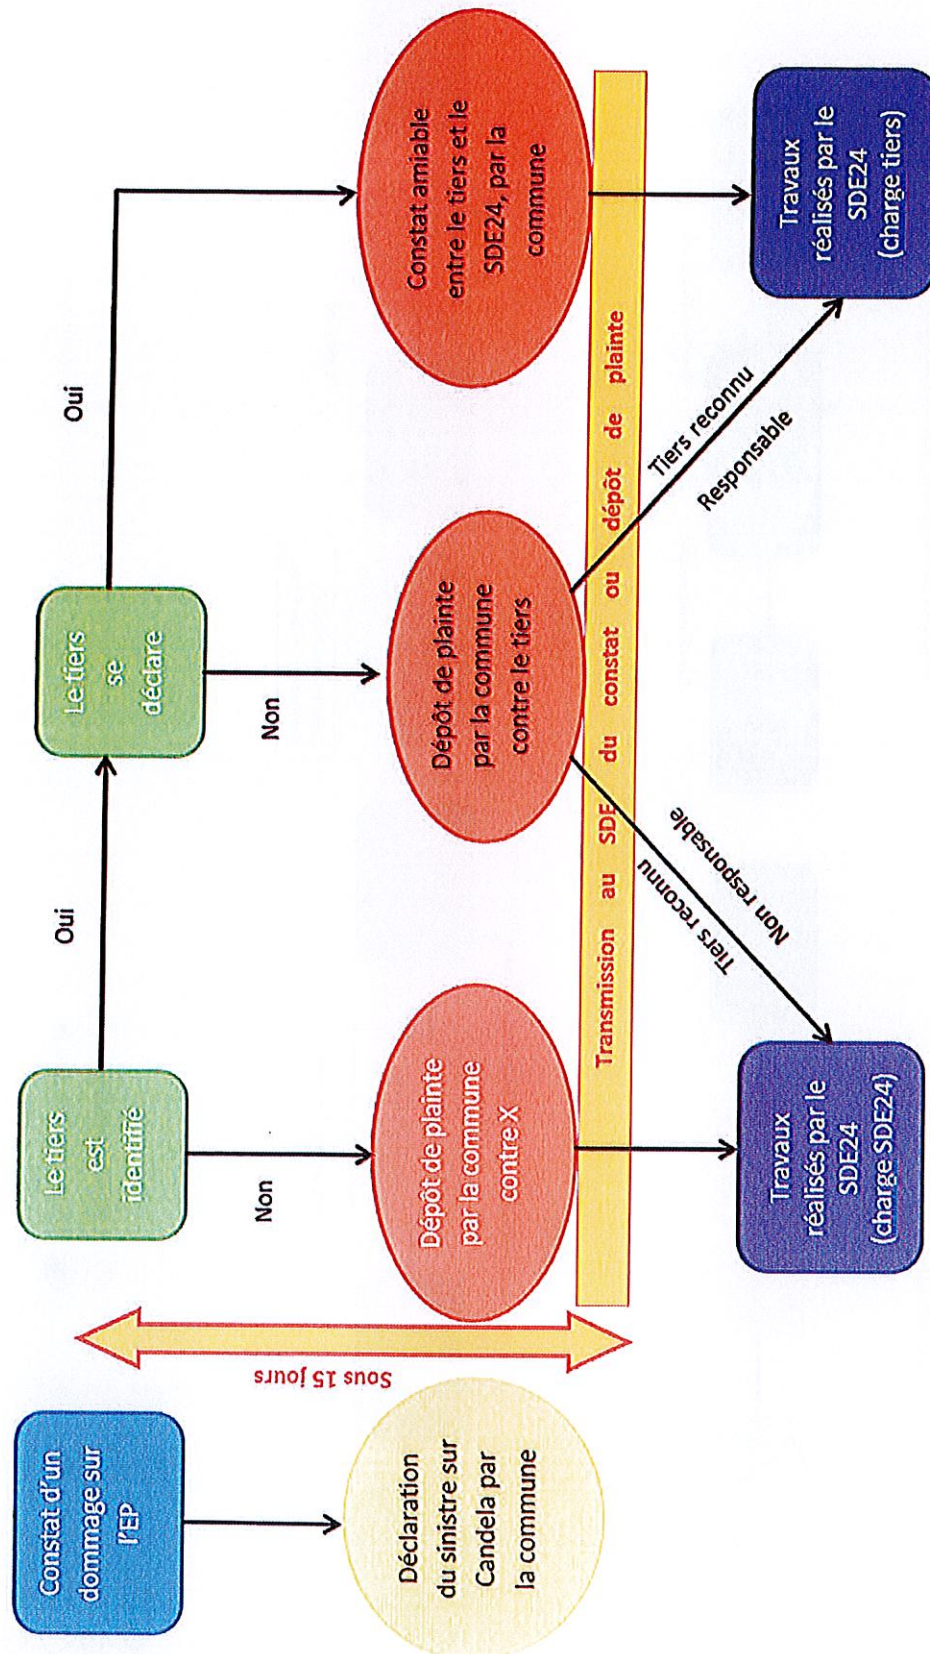 Constat d'un
dommage sur
l'EP
Déclaration
du sinistre sur
Candela par
la commune
Sous 15 jours
Le tiers
est
identifié
Oui
Le tiers
se
déclare
Oui
Non
Non
Dépôt de plainte
par la commune
contre X
Dépôt de plainte
par la commune
contre le tiers
Constat amiable
entre le tiers et le
SDE24, par la
commune
Transmission au SDE du constat ou dépôt de plainte
Tiers reconnu
Non responsable
Tiers reconnu
Responsable
Travaux
réalisés par le
SDE24
(charge SDE24)
Travaux
réalisés par le
SDE24
(charge tiers)